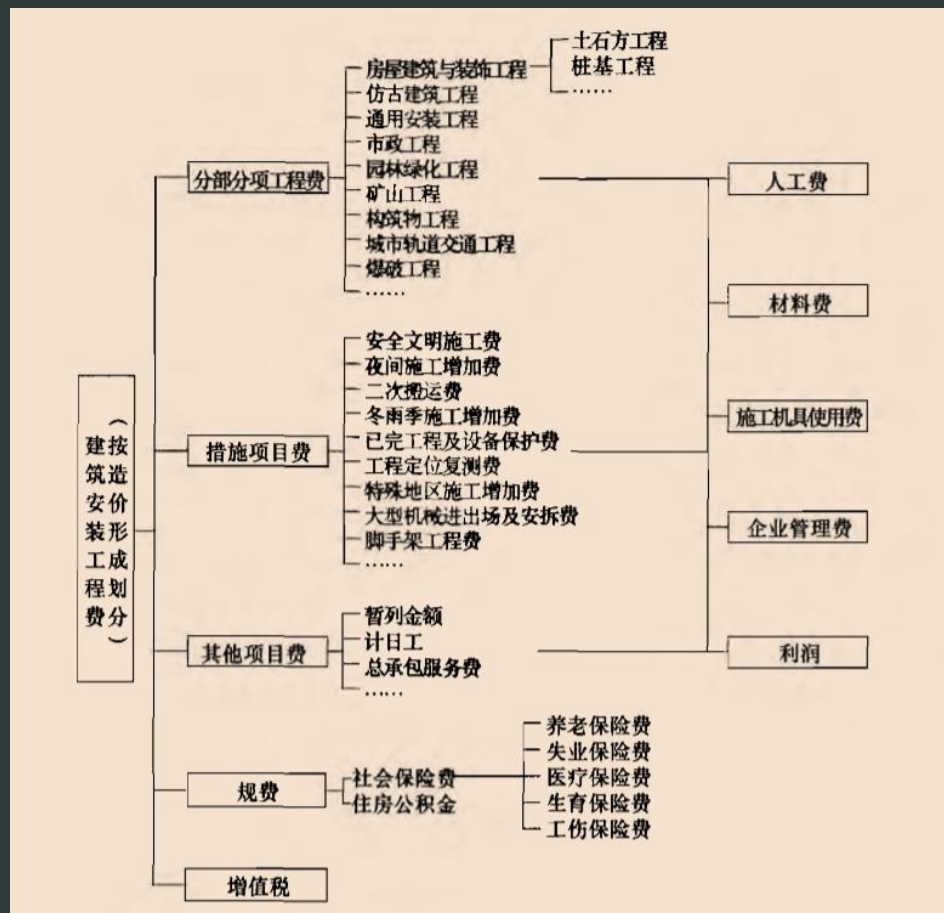 建筑安装工程费
（按造价形成划分）
分部分项工程费
房屋建筑与装饰工程
土石方工程
桩基工程
……
仿古建筑工程
通用安装工程
市政工程
园林绿化工程
矿山工程
构筑物工程
城市轨道交通工程
爆破工程
……
措施项目费
安全文明施工费
夜间施工增加费
二次搬运费
冬雨季施工增加费
已完工程及设备保护费
工程定位复测费
特殊地区施工增加费
大型机械进出场及安拆费
脚手架工程费
……
其他项目费
暂列金额
计日工
总承包服务费
……
人工费
材料费
施工机具使用费
企业管理费
利润
规费
社会保险费
住房公积金
养老保险费
失业保险费
医疗保险费
生育保险费
工伤保险费
增值税